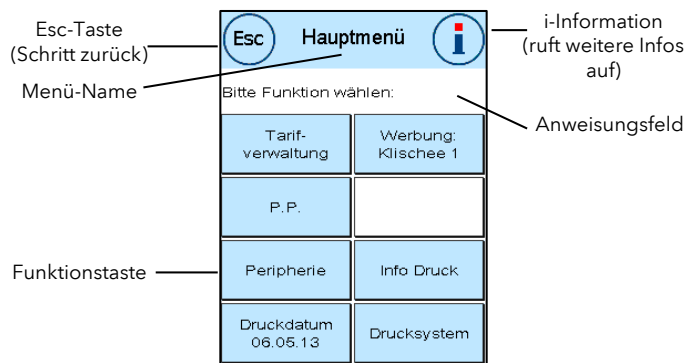 Esc-Taste
(Schritt zurück)
Menü-Name
Funktionstaste
Esc
Hauptmenü
i
Bitte Funktion wählen:
Tarif-
verwaltung
Werbung:
Klischee 1
P.P.
Peripherie
Info Druck
Druckdatum
06.05.13
Drucksystem
i-Information
(ruft weitere Infos
auf)
Anweisungsfeld